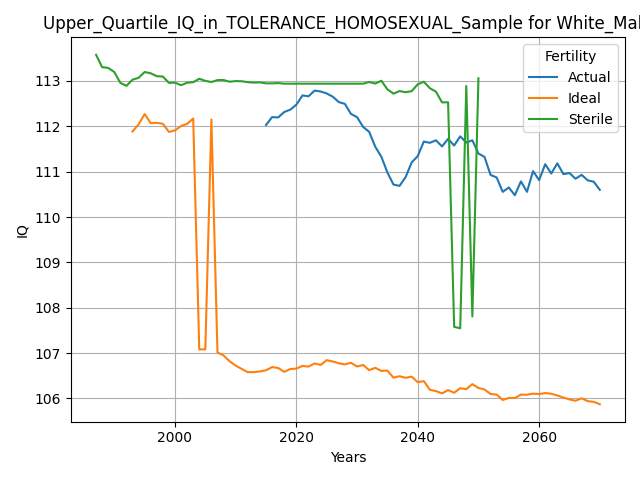 Upper_Quartile_IQ_in_TOLERANCE_HOMOSEXUAL_Sample for White_Mal
Fertility
Actual
Ideal
Sterile
IQ
113
112
111
110
109
108
107
106
2000
2020
2040
2060
Years